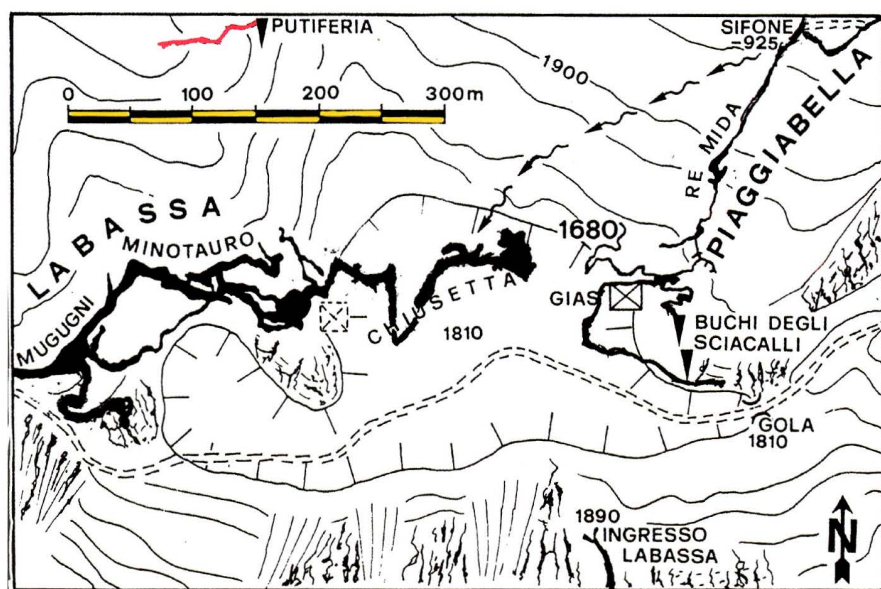 PUTIFERIA
SIFONE
-925
1900
0 100 200 300m
RE MIDA
PIAGGIABELLA
LABASSA
MINOTAURO
MUGUGNI
1680
GIAS
CHIUSETTA
1810
BUCHI DEGLI
SCIACALLI
GOLA
1810
1890
INGRESSO
LABASSA
N